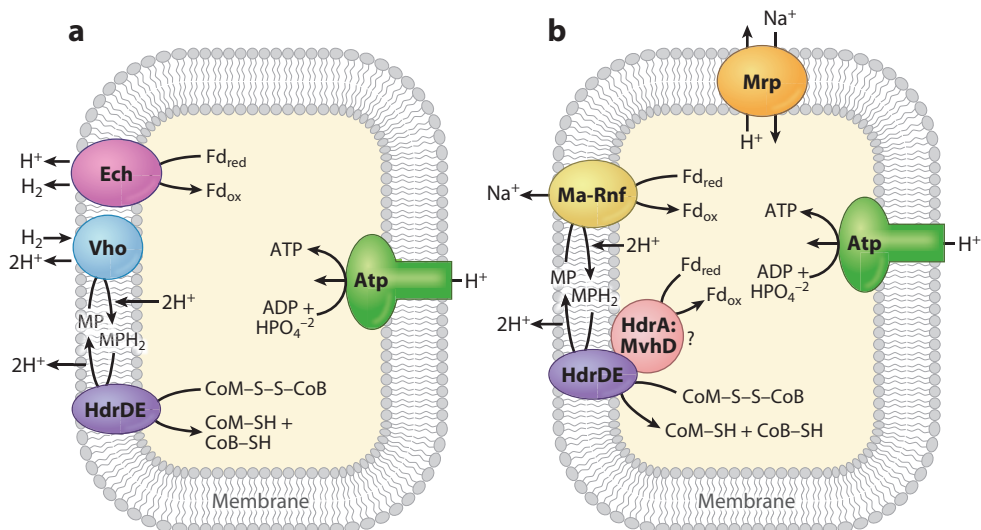 a
H⁺
H₂
Ech
Fdred
Fdox
H₂
2H⁺
Vho
2H⁺
MP
MPH₂
2H⁺
HdrDE
CoM–S–S–CoB
CoM–SH +
CoB–SH
ATP
ADP +
HPO₄⁻²
Atp
H⁺
Membrane
b
Na⁺
Mrp
H⁺
Na⁺
Ma-Rnf
Fdred
Fdox
2H⁺
MP
MPH₂
2H⁺
Fdred
Fdox
HdrA:
MvhD
?
HdrDE
CoM–S–S–CoB
CoM–SH + CoB–SH
ATP
ADP +
HPO₄⁻²
Atp
H⁺
Membrane